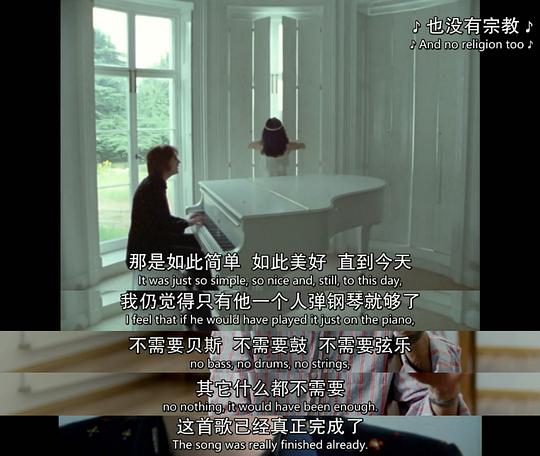 ♪ 也没有宗教 ♪
♪ And no religion too ♪
那是如此简单 如此美好 直到今天
It was just so simple, so nice and, still, to this day,
我仍觉得只有他一个人弹钢琴就够了
I feel that if he would have played it just on the piano,
不需要贝斯 不需要鼓 不需要弦乐
no bass, no drums, no strings,
其它什么都不需要
no nothing, it would have been enough.
这首歌已经真正完成了
The song was really finished already.